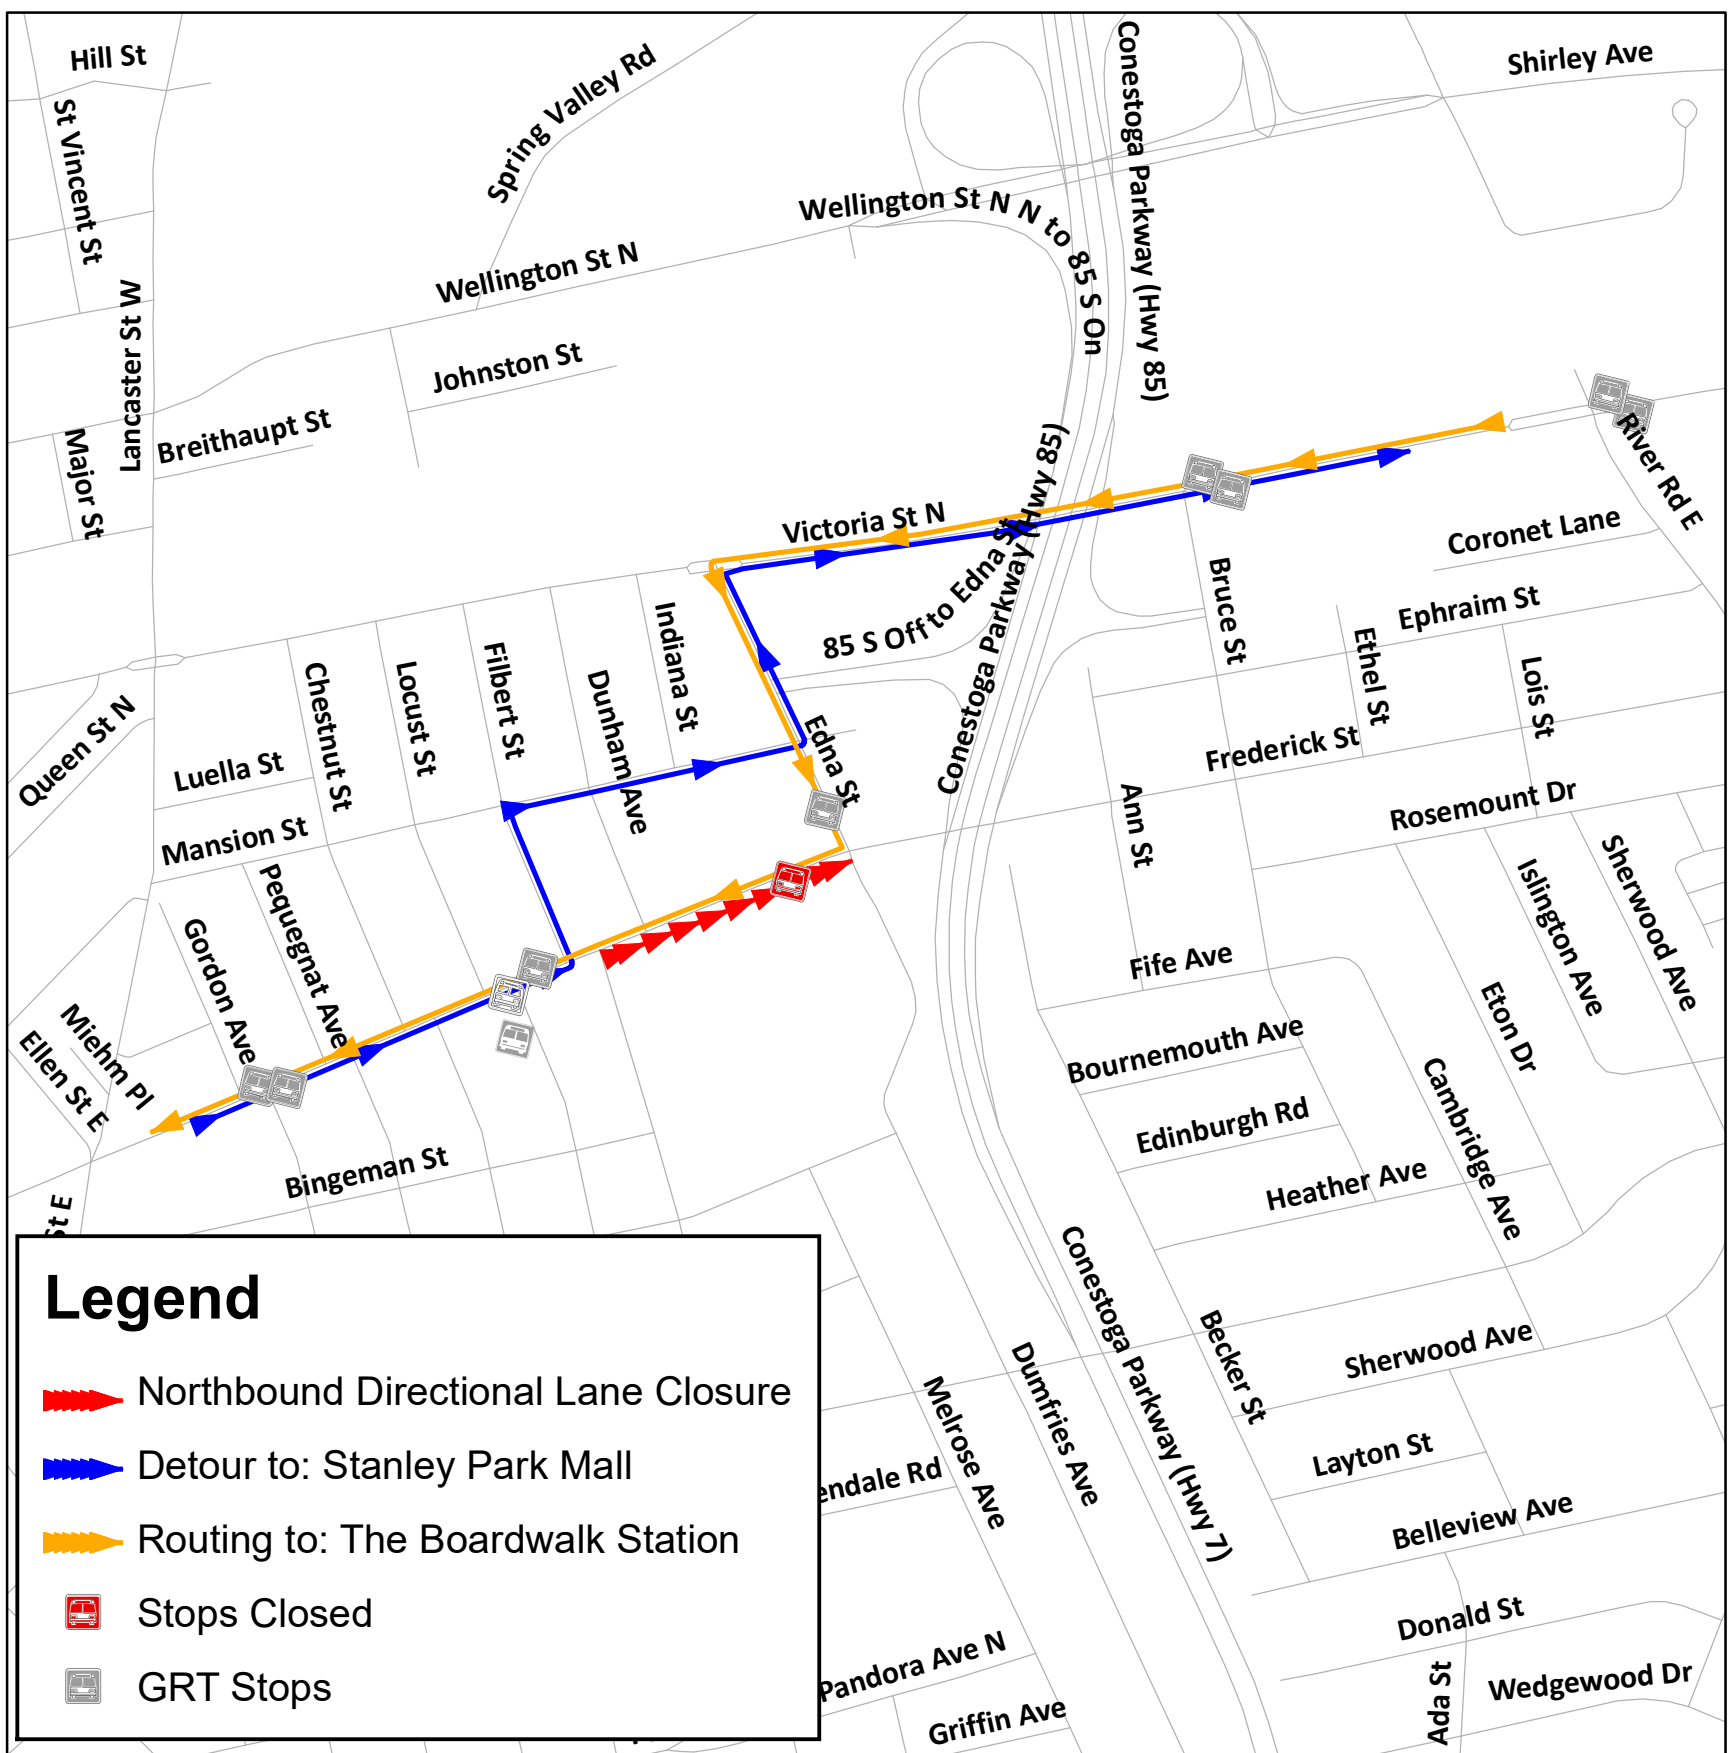 Hill St
Spring Valley Rd
Conestoga Parkway (Hwy 85)
Shirley Ave
St Vincent St
Wellington St N
N to 85 S On
Wellington St N
Lancaster St W
Johnston St
Breithaupt St
Major St
Victoria St N
River Rd E
Coronet Lane
Conestoga Parkway (Hwy 85)
85 S Off to Edna St
Bruce St
Ephraim St
Ethel St
Lois St
Indiana St
Filbert St
Locust St
Chestnut St
Dunham Ave
Queen St N
Luella St
Edna St
Frederick St
Ann St
Rosemount Dr
Mansion St
Pequegnat Ave
Gordon Ave
Sherwood Ave
Islington Ave
Fife Ave
Eton Dr
Miehm Pl
Ellen St E
Bournemouth Ave
Cambridge Ave
Edinburgh Rd
Bingeman St
Heather Ave
St E
Conestoga Parkway (Hwy 7)
Becker St
Sherwood Ave
Dumfries Ave
Melrose Ave
Layton St
endale Rd
Belleview Ave
Donald St
Pandora Ave N
Ada St
Wedgewood Dr
Griffin Ave
Legend
Northbound Directional Lane Closure
Detour to: Stanley Park Mall
Routing to: The Boardwalk Station
Stops Closed
GRT Stops